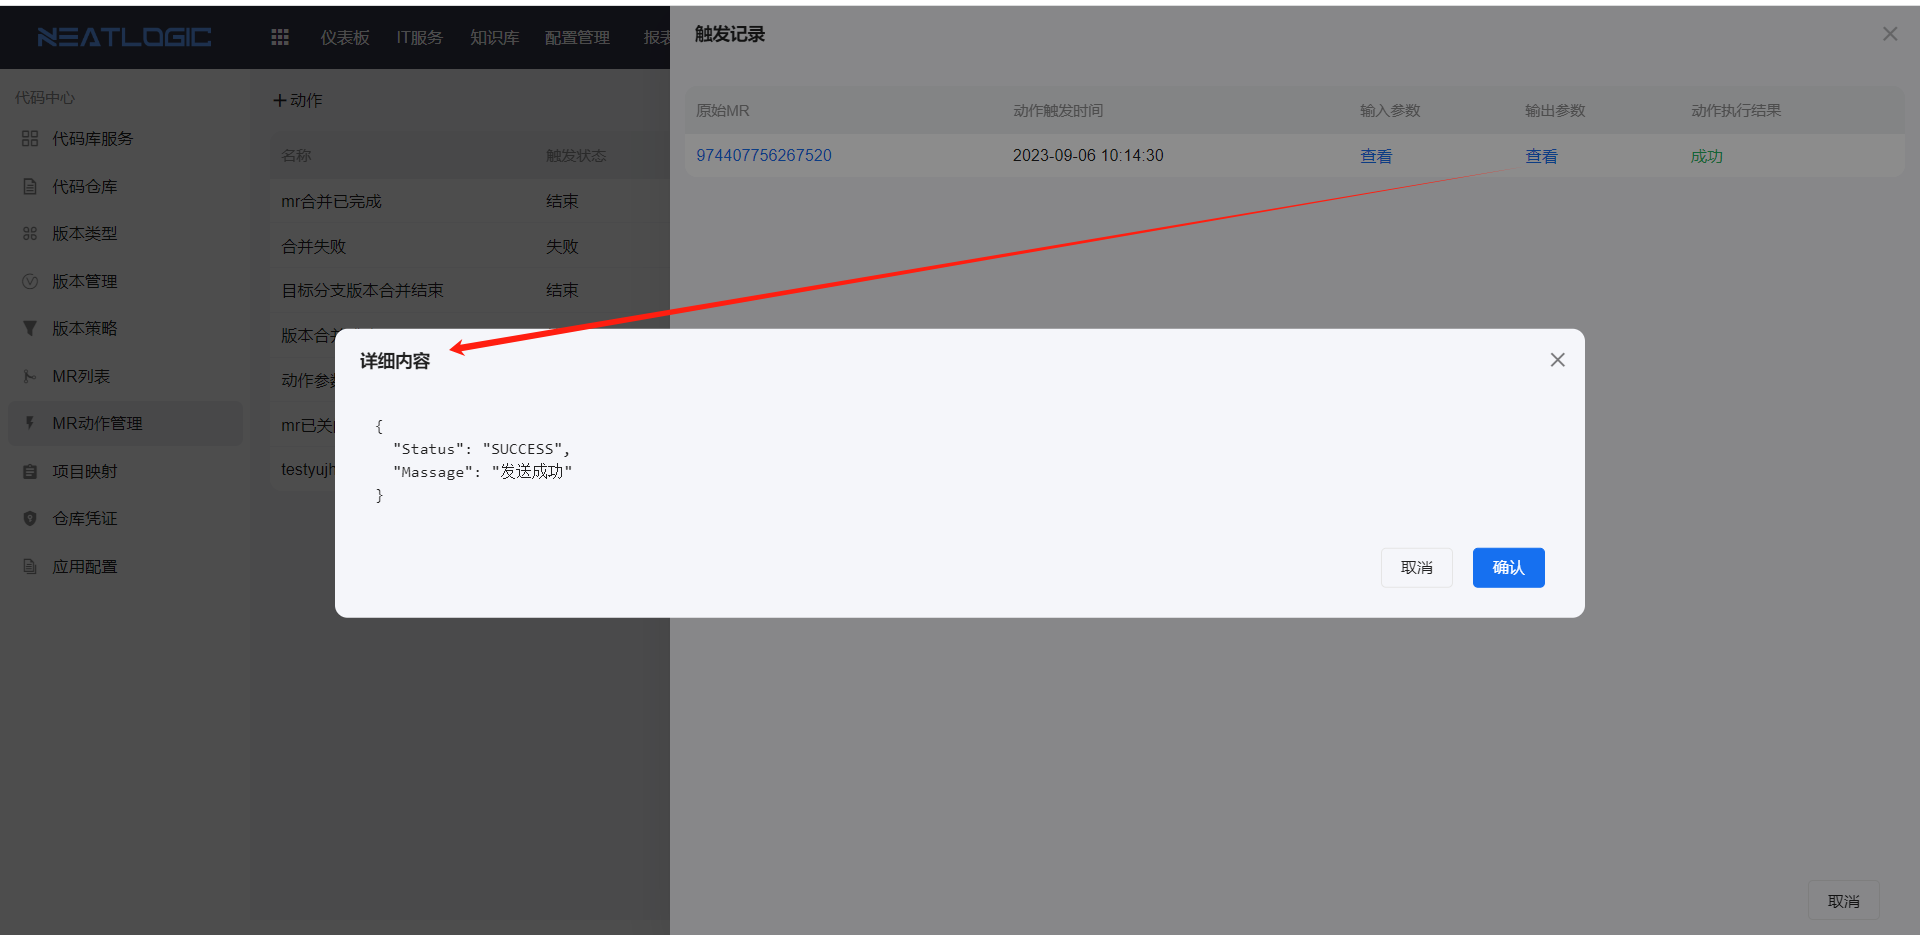 NEATLOGIC
仪表板
IT服务
知识库
配置管理
报表
代码中心
代码库服务
代码仓库
版本类型
版本管理
版本策略
MR列表
MR动作管理
项目映射
仓库凭证
应用配置
动作
名称 触发状态
mr合并已完成 结束
合并失败 失败
目标分支版本合并结束 结束
版本合并
动作参数
mr已关
testyujh
触发记录
原始MR 动作触发时间 输入参数 输出参数 动作执行结果
974407756267520 2023-09-06 10:14:30 查看 查看 成功
详细内容
{
"Status": "SUCCESS",
"Massage": "发送成功"
}
取消
确认
取消